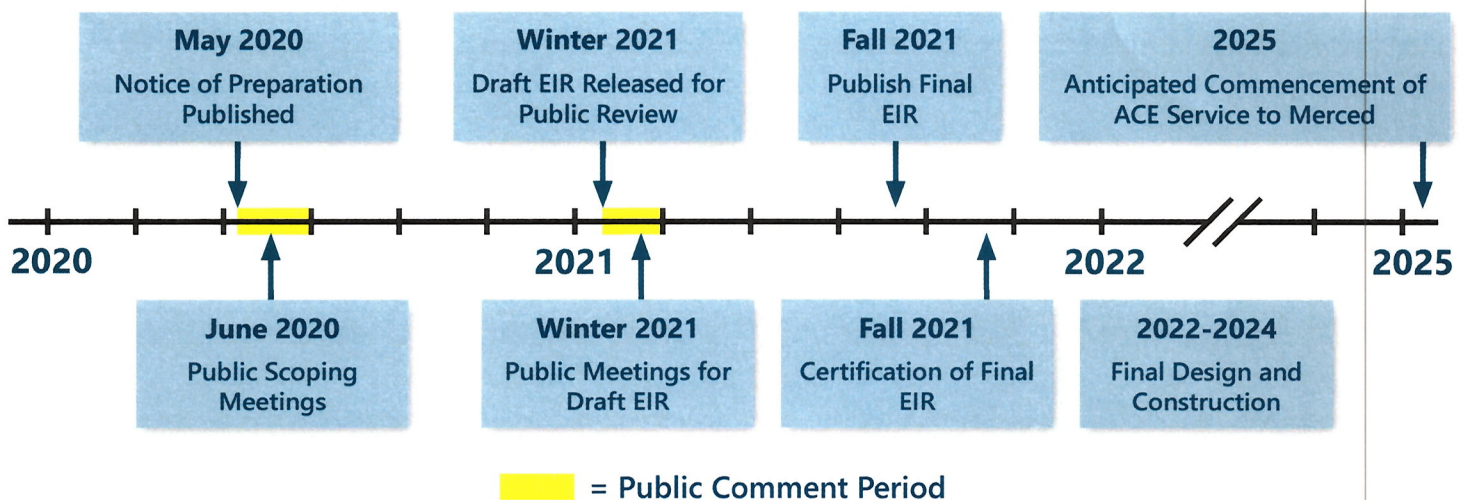 May 2020
Notice of Preparation
Published
Winter 2021
Draft EIR Released for
Public Review
Fall 2021
Publish Final
EIR
2025
Anticipated Commencement of
ACE Service to Merced
2020
2021
2022
2025
June 2020
Public Scoping
Meetings
Winter 2021
Public Meetings for
Draft EIR
Fall 2021
Certification of Final
EIR
2022-2024
Final Design and
Construction
= Public Comment Period